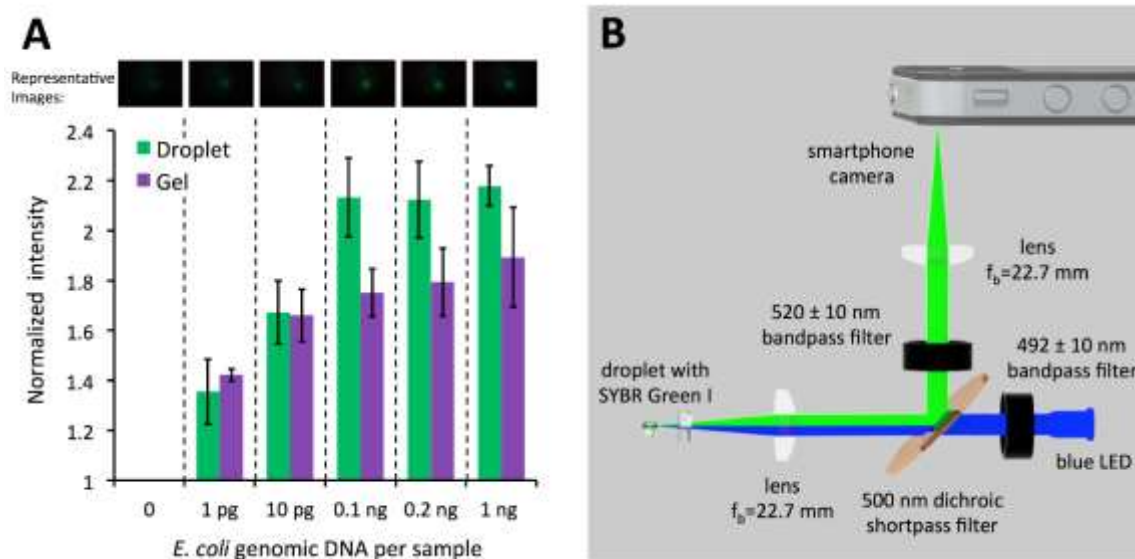 A
Representative
Images:
2.4
2.2
2
1.8
1.6
1.4
1.2
1
Normalized intensity
Droplet
Gel
0
1 pg
10 pg
0.1 ng
0.2 ng
1 ng
E. coli genomic DNA per sample
B
smartphone
camera
lens
fb=22.7 mm
520 ± 10 nm
bandpass filter
492 ± 10 nm
bandpass filter
droplet with
SYBR Green I
blue LED
lens
fb=22.7 mm
500 nm dichroic
shortpass filter